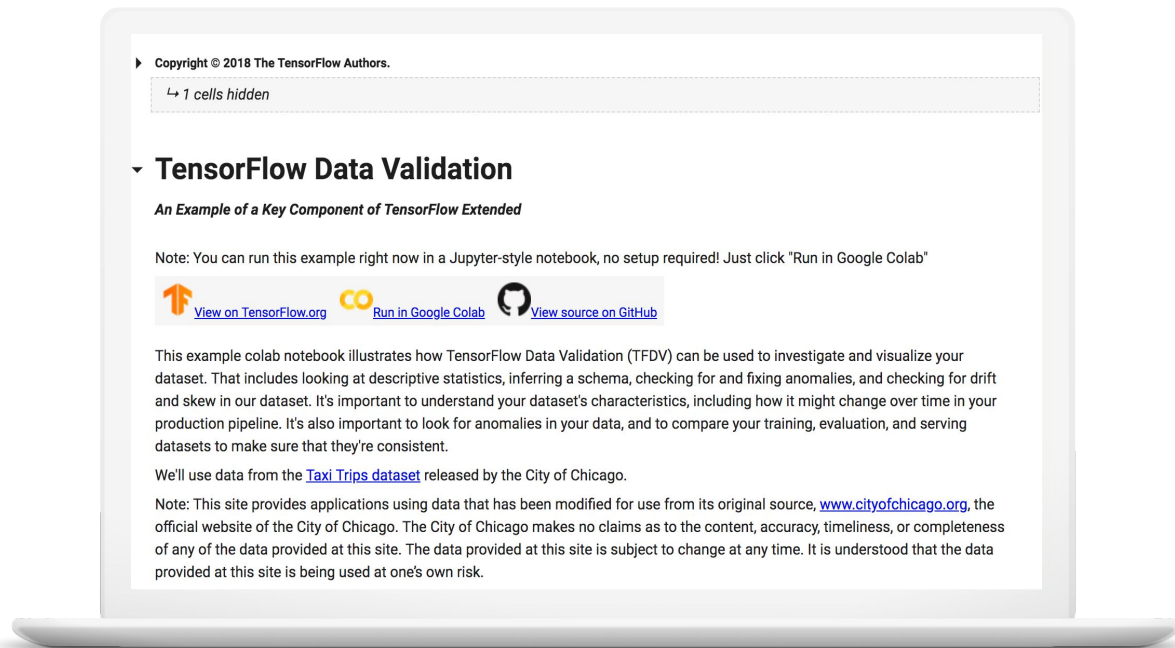 Copyright © 2018 The TensorFlow Authors.
↳ 1 cells hidden
TensorFlow Data Validation
An Example of a Key Component of TensorFlow Extended
Note: You can run this example right now in a Jupyter-style notebook, no setup required! Just click "Run in Google Colab"
View on TensorFlow.org Run in Google Colab View source on GitHub
This example colab notebook illustrates how TensorFlow Data Validation (TFDV) can be used to investigate and visualize your
dataset. That includes looking at descriptive statistics, inferring a schema, checking for and fixing anomalies, and checking for drift
and skew in our dataset. It's important to understand your dataset's characteristics, including how it might change over time in your
production pipeline. It's also important to look for anomalies in your data, and to compare your training, evaluation, and serving
datasets to make sure that they're consistent.
We'll use data from the Taxi Trips dataset released by the City of Chicago.
Note: This site provides applications using data that has been modified for use from its original source, www.cityofchicago.org, the
official website of the City of Chicago. The City of Chicago makes no claims as to the content, accuracy, timeliness, or completeness
of any of the data provided at this site. The data provided at this site is subject to change at any time. It is understood that the data
provided at this site is being used at one’s own risk.